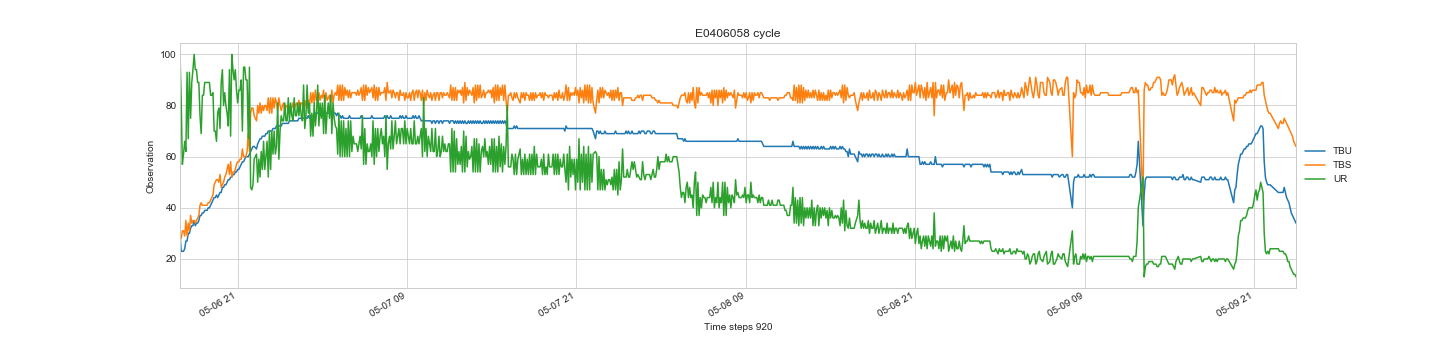 E0406058 cycle
100
80
60
40
20
Observation
05-06 21
05-07 09
05-07 21
05-08 09
05-08 21
05-09 09
05-09 21
Time steps 920
TBU
TBS
UR